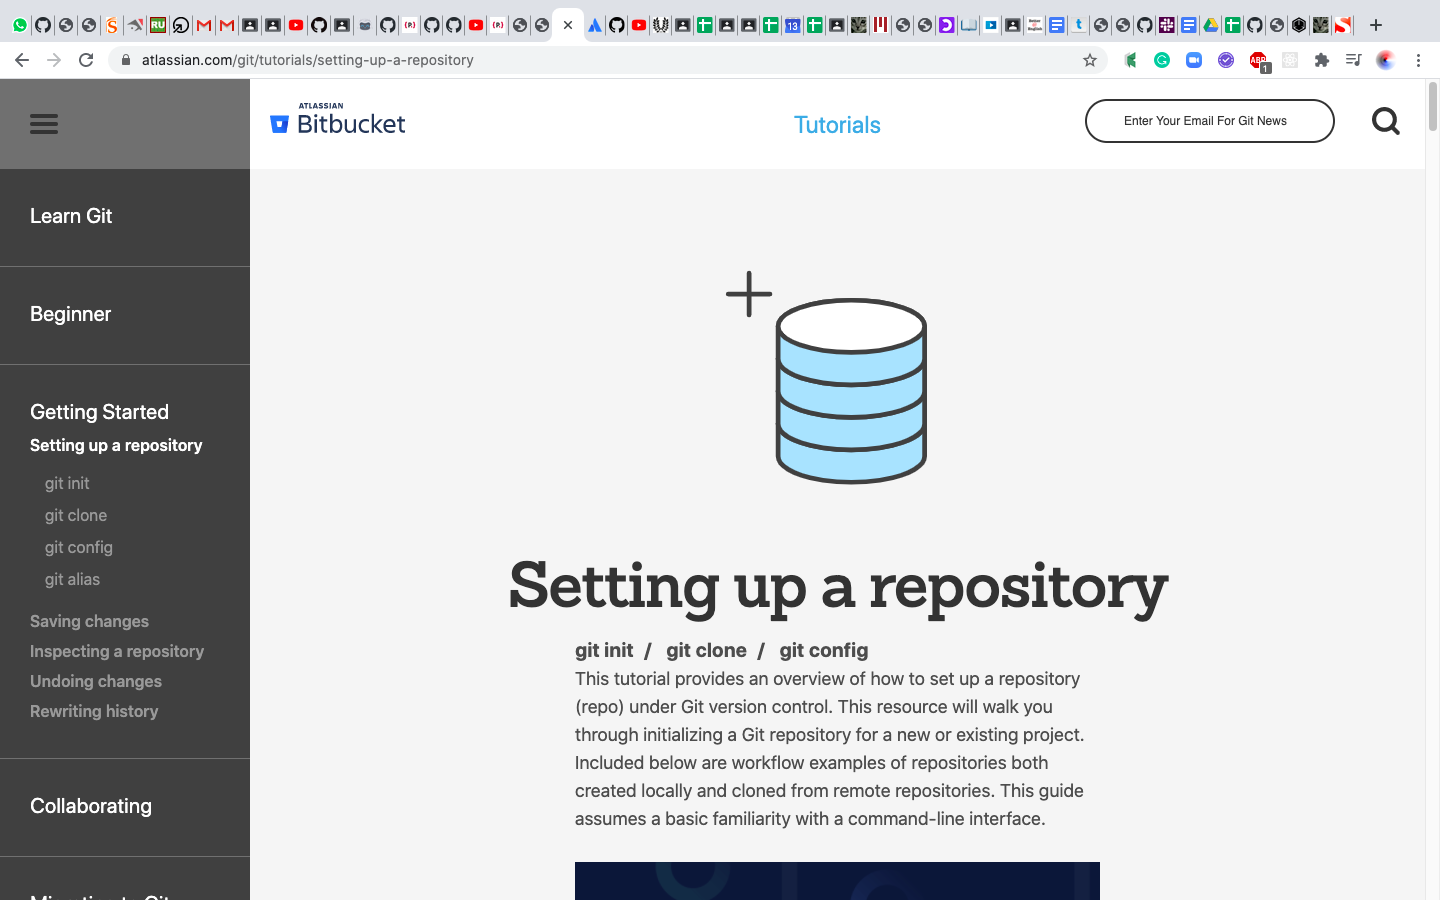 atlassian.com/git/tutorials/setting-up-a-repository
1
ATLASSIAN
Bitbucket
Tutorials
Enter Your Email For Git News
Learn Git
Beginner
Getting Started
Setting up a repository
git init
git clone
git config
git alias
Saving changes
Inspecting a repository
Undoing changes
Rewriting history
Collaborating
Setting up a repository
git init / git clone / git config
This tutorial provides an overview of how to set up a repository
(repo) under Git version control. This resource will walk you
through initializing a Git repository for a new or existing project.
Included below are workflow examples of repositories both
created locally and cloned from remote repositories. This guide
assumes a basic familiarity with a command-line interface.